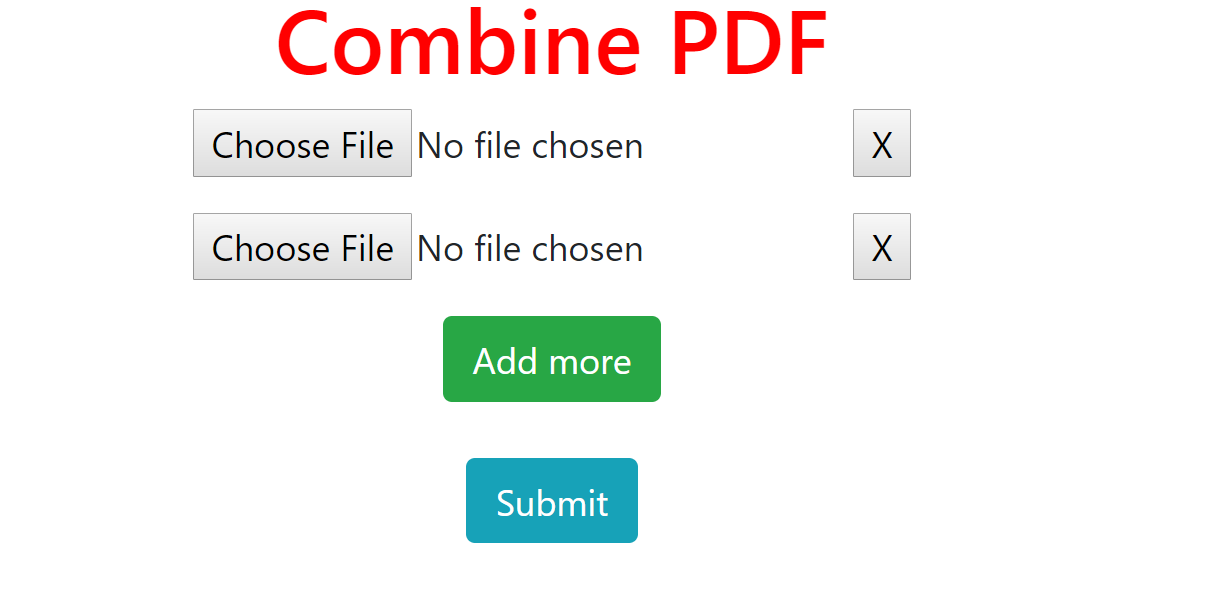 Combine PDF
Choose File No file chosen X
Choose File No file chosen X
Add more
Submit